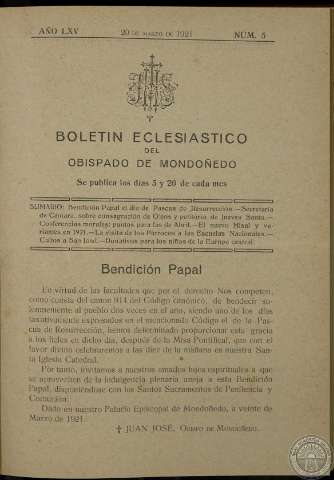 AÑO LXV 20 DE MARZO DE 1921 NÚM. 5
BOLETIN ECLESIASTICO
DEL
OBISPADO DE MONDOÑEDO
Se publica los días 5 y 20 de cada mes
SUMARIO: Bendición Papal el día de Pascua de Resurrección.—Secretaría
de Cámara, sobre consagración de Oleos y petitoria de Jueves Santo.—
Conferencias morales: puntos para las de Abril.—El nuevo Misal y va-
riantes en 1921.—La visita de los Párrocos a las Escuelas Nacionales.—
Cultos a San José.—Donativos para los niños de la Europa central.
Bendición Papal
En virtud de las facultades que por el derecho Nos competen,
como consta del canon 914 del Código canónico, de bendecir so-
lemnemente al pueblo dos veces en el año, siendo uno de los días
taxativamente expresados en el mencionado Código el de la Pas-
cua de Resurrección, hemos determinado proporcionar esta gracia
a los fieles en dicho día, después de la Misa Pontifical, que con el
favor divino celebraremos a las diez de la mañana en nuestra San-
ta Iglesia Catedral.
Por tanto, invitamos a nuestros amados hijos espirituales a que
se aprovechen de la indulgencia plenaria aneja a esta Bendición
Papal, disponiéndose con los Santos Sacramentos de Penitencia y
Comunión.
Dado en nuestro Palacio Episcopal de Mondoñedo, a veinte de
Marzo de 1921.
† JUAN JOSÉ, OBISPO DE MONDOÑEDO.